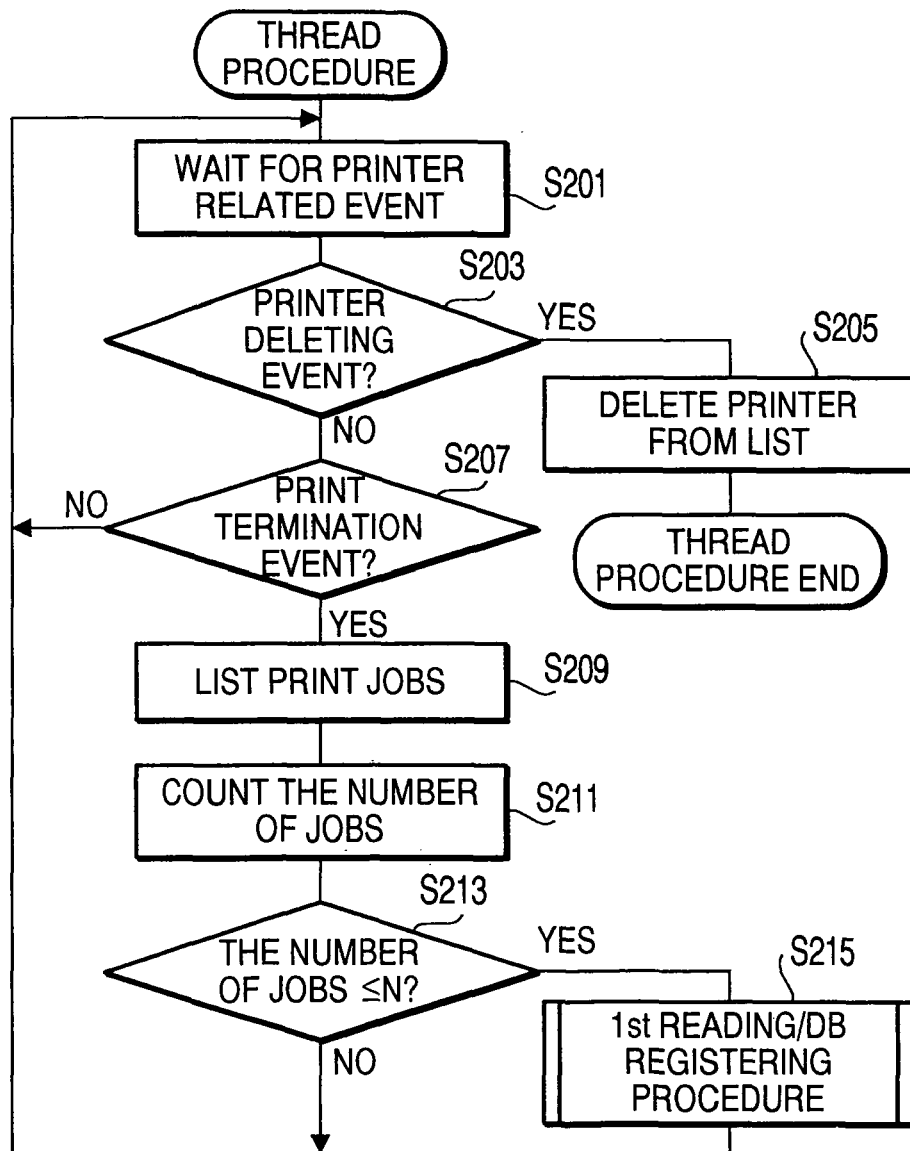 THREAD
PROCEDURE
WAIT FOR PRINTER
RELATED EVENT
S201
S203
PRINTER
DELETING
EVENT?
YES
NO
S205
DELETE PRINTER
FROM LIST
THREAD
PROCEDURE END
S207
PRINT
TERMINATION
EVENT?
NO
YES
LIST PRINT JOBS
S209
COUNT THE NUMBER
OF JOBS
S211
S213
THE NUMBER
OF JOBS ≤N?
YES
NO
S215
1st READING/DB
REGISTERING
PROCEDURE